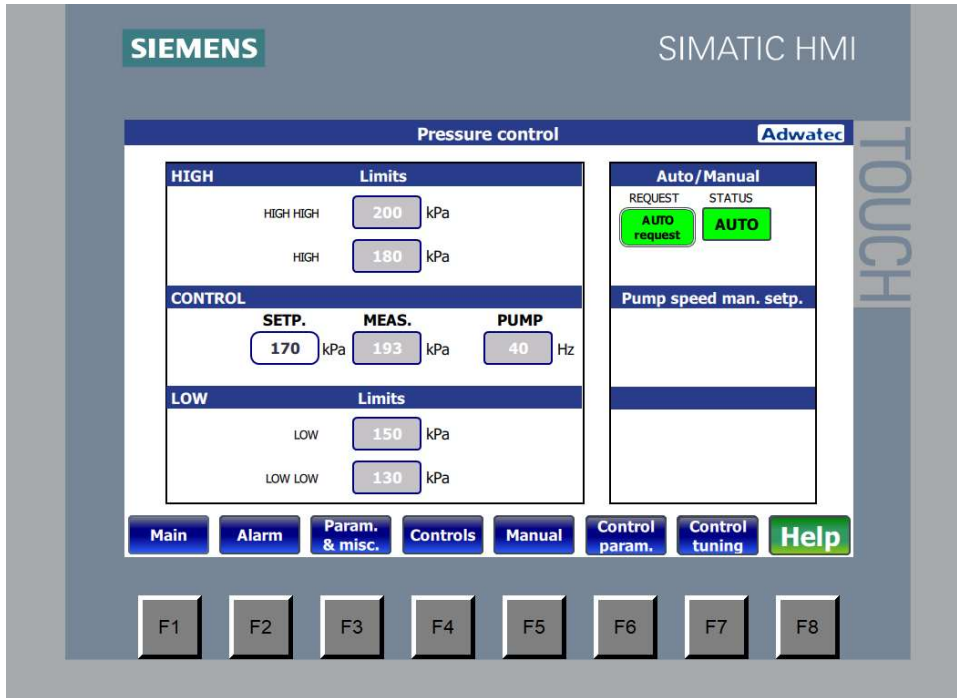 SIEMENS
SIMATIC HMI
TOUCH
Pressure control
Adwatec
HIGH Limits
HIGH HIGH 200 kPa
HIGH 180 kPa
CONTROL
SETP. MEAS. PUMP
170 kPa 193 kPa 40 Hz
LOW Limits
LOW 150 kPa
LOW LOW 130 kPa
Auto/Manual
REQUEST STATUS
AUTO
request
AUTO
Pump speed man. setp.
Main
Alarm
Param.
& misc.
Controls
Manual
Control
param.
Control
tuning
Help
F1 F2 F3 F4 F5 F6 F7 F8